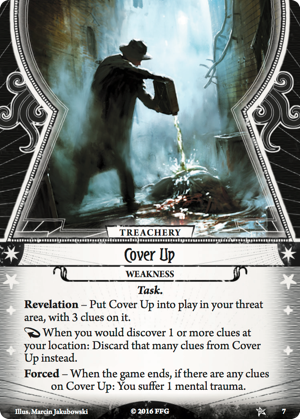 TREACHERY
Cover Up
WEAKNESS
Task.
Revelation – Put Cover Up into play in your threat
area, with 3 clues on it.
When you would discover 1 or more clues at
your location: Discard that many clues from Cover
Up instead.
Forced – When the game ends, if there are any clues
on Cover Up: You suffer 1 mental trauma.
Illus. Marcin Jakubowski
© 2016 FFG
7